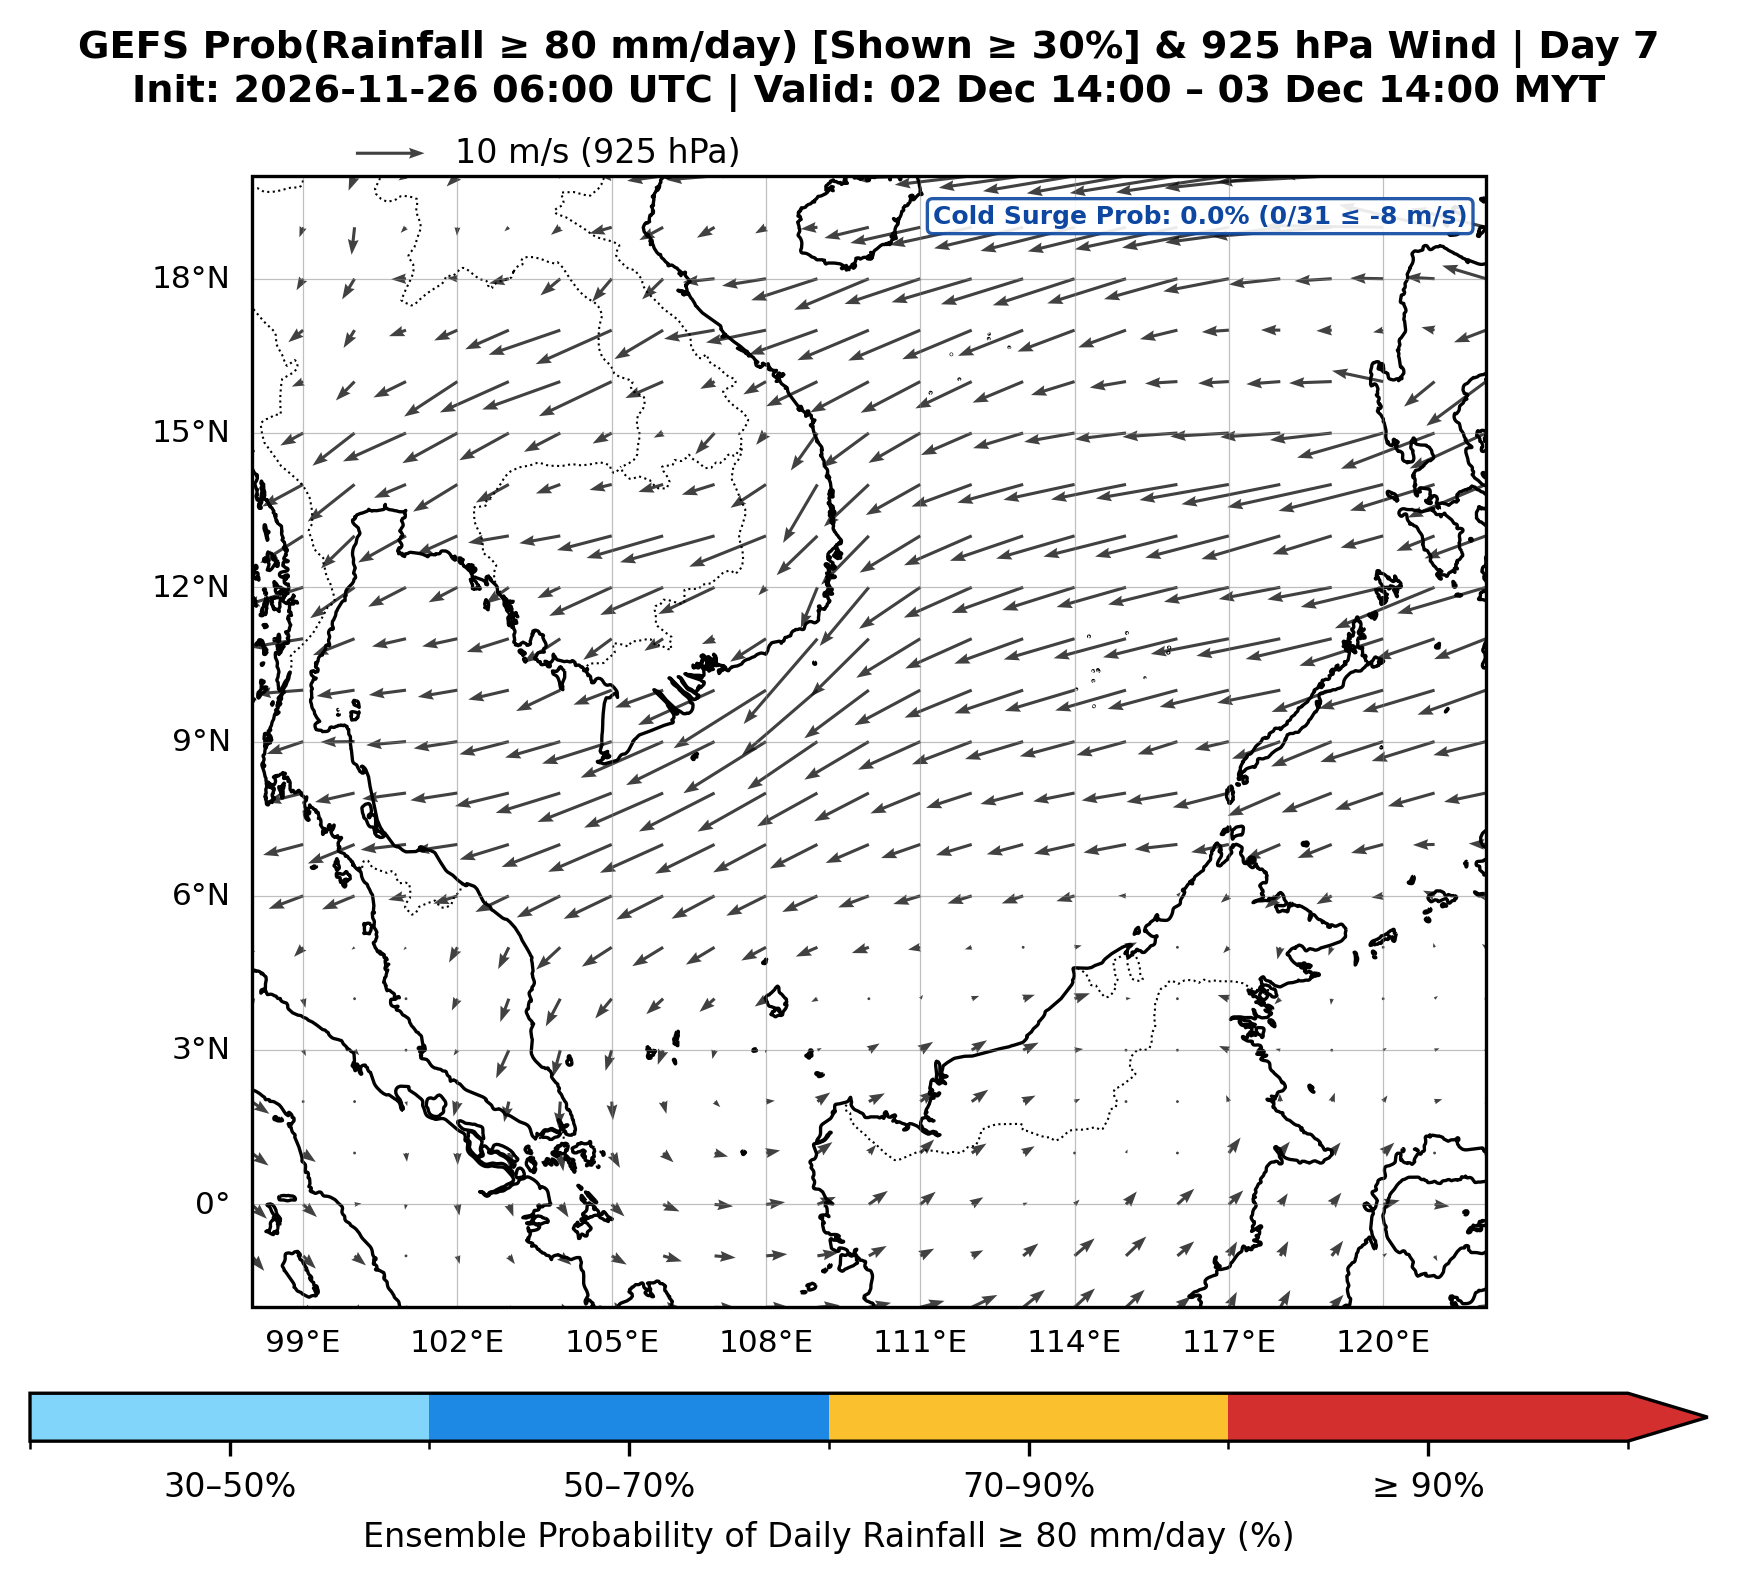 GEFS Prob(Rainfall ≥ 80 mm/day) [Shown ≥ 30%] & 925 hPa Wind | Day 7
Init: 2026-11-26 06:00 UTC | Valid: 02 Dec 14:00 – 03 Dec 14:00 MYT
10 m/s (925 hPa)
Cold Surge Prob: 0.0% (0/31 ≤ -8 m/s)
18°N
15°N
12°N
9°N
6°N
3°N
0°
99°E 102°E 105°E 108°E 111°E 114°E 117°E 120°E
30–50% 50–70% 70–90% ≥ 90%
Ensemble Probability of Daily Rainfall ≥ 80 mm/day (%)